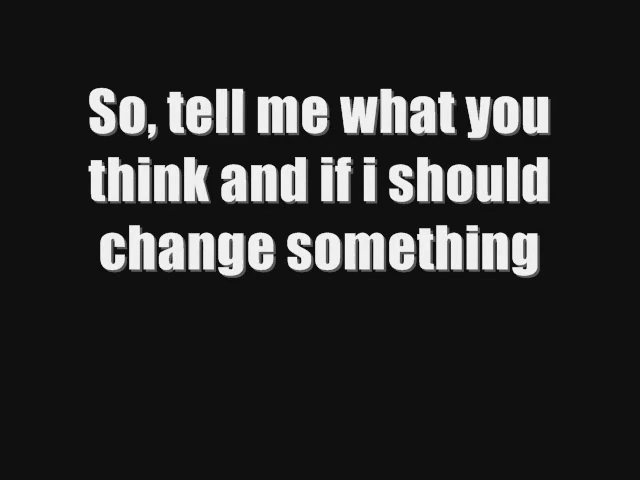 So, tell me what you
think and if i should
change something